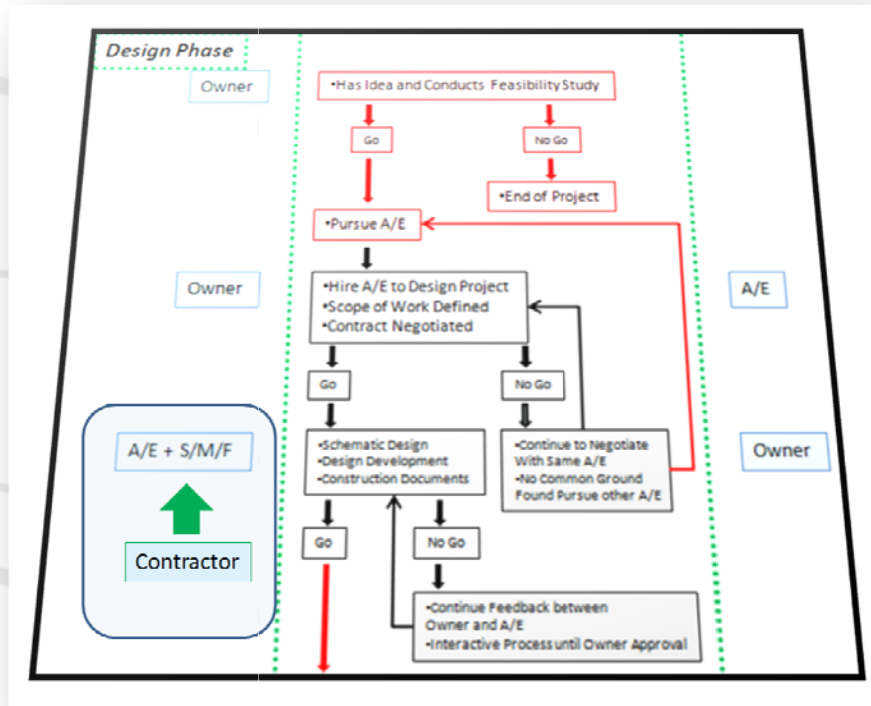 Design Phase
Owner
•Has Idea and Conducts Feasibility Study
Go
No Go
•End of Project
•Pursue A/E
Owner
•Hire A/E to Design Project
•Scope of Work Defined
•Contract Negotiated
A/E
Go
No Go
A/E + S/M/F
•Schematic Design
•Design Development
•Construction Documents
•Continue to Negotiate
With Same A/E
•No Common Ground
Found Pursue other A/E
Owner
Contractor
Go
No Go
•Continue Feedback between
Owner and A/E
•Interactive Process until Owner Approval